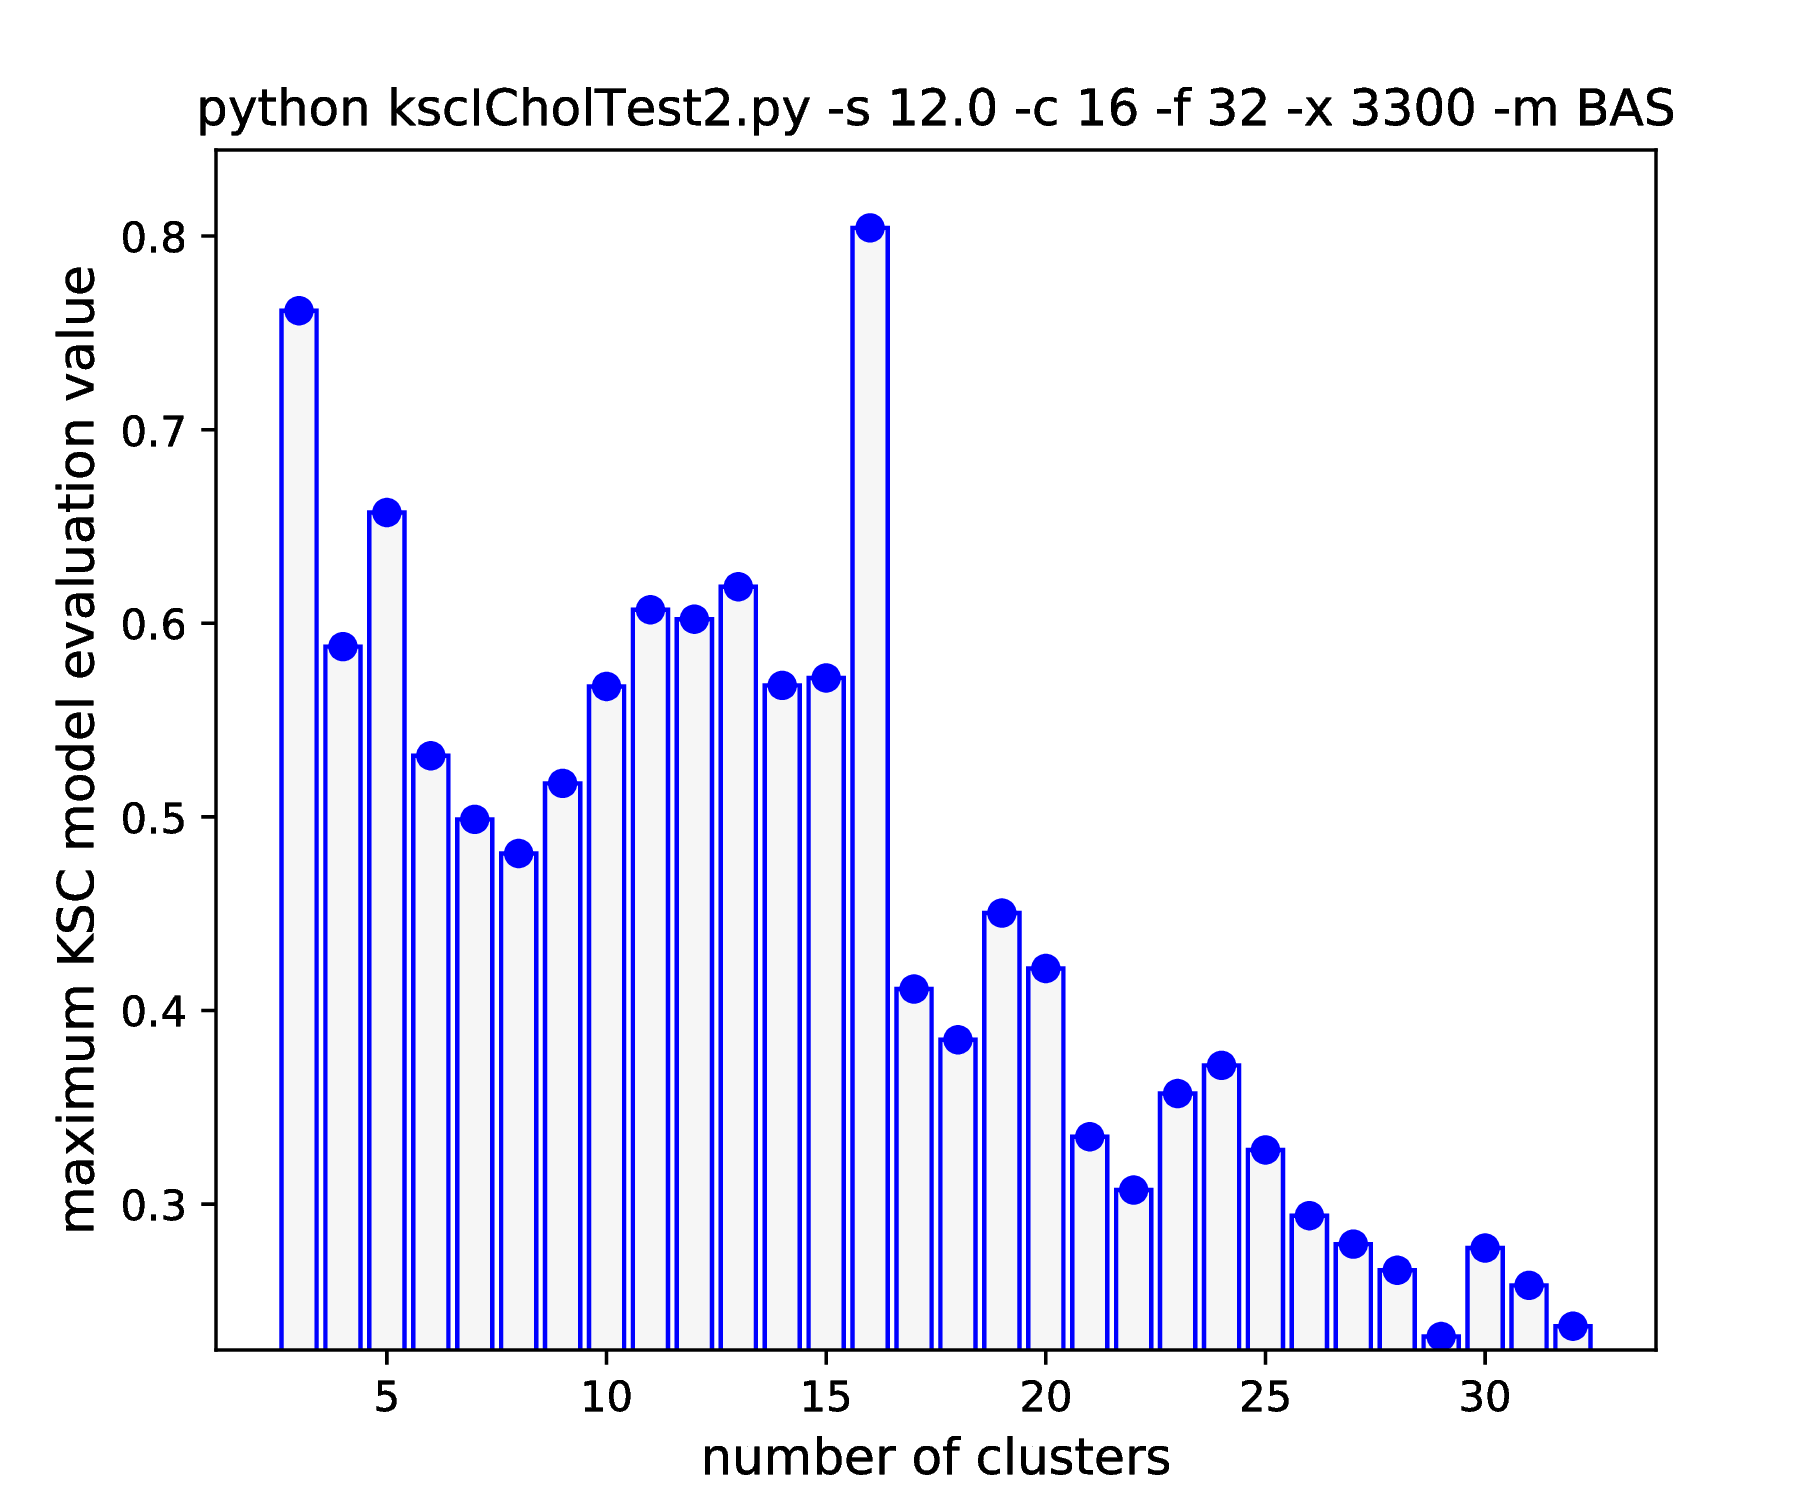 python kscICholTest2.py -s 12.0 -c 16 -f 32 -x 3300 -m BAS
maximum KSC model evaluation value
0.8
0.7
0.6
0.5
0.4
0.3
5 10 15 20 25 30
number of clusters